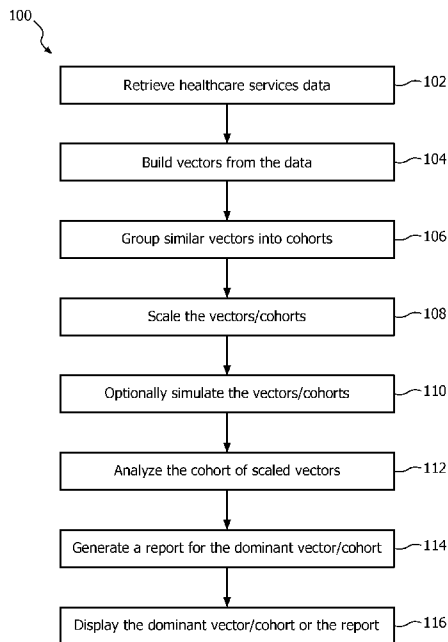 100
Retrieve healthcare services data 102
Build vectors from the data 104
Group similar vectors into cohorts 106
Scale the vectors/cohorts 108
Optionally simulate the vectors/cohorts 110
Analyze the cohort of scaled vectors 112
Generate a report for the dominant vector/cohort 114
Display the dominant vector/cohort or the report 116